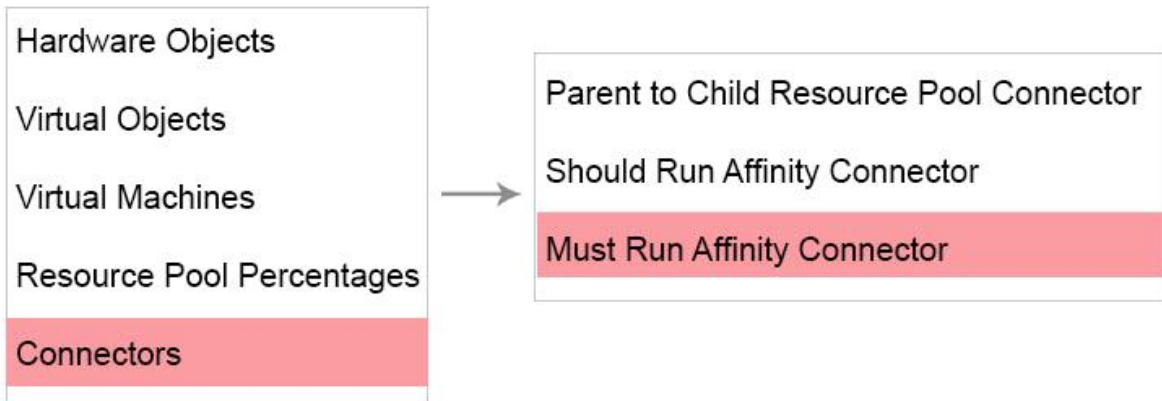 Hardware Objects
Virtual Objects
Virtual Machines
Resource Pool Percentages
Connectors
Parent to Child Resource Pool Connector
Should Run Affinity Connector
Must Run Affinity Connector